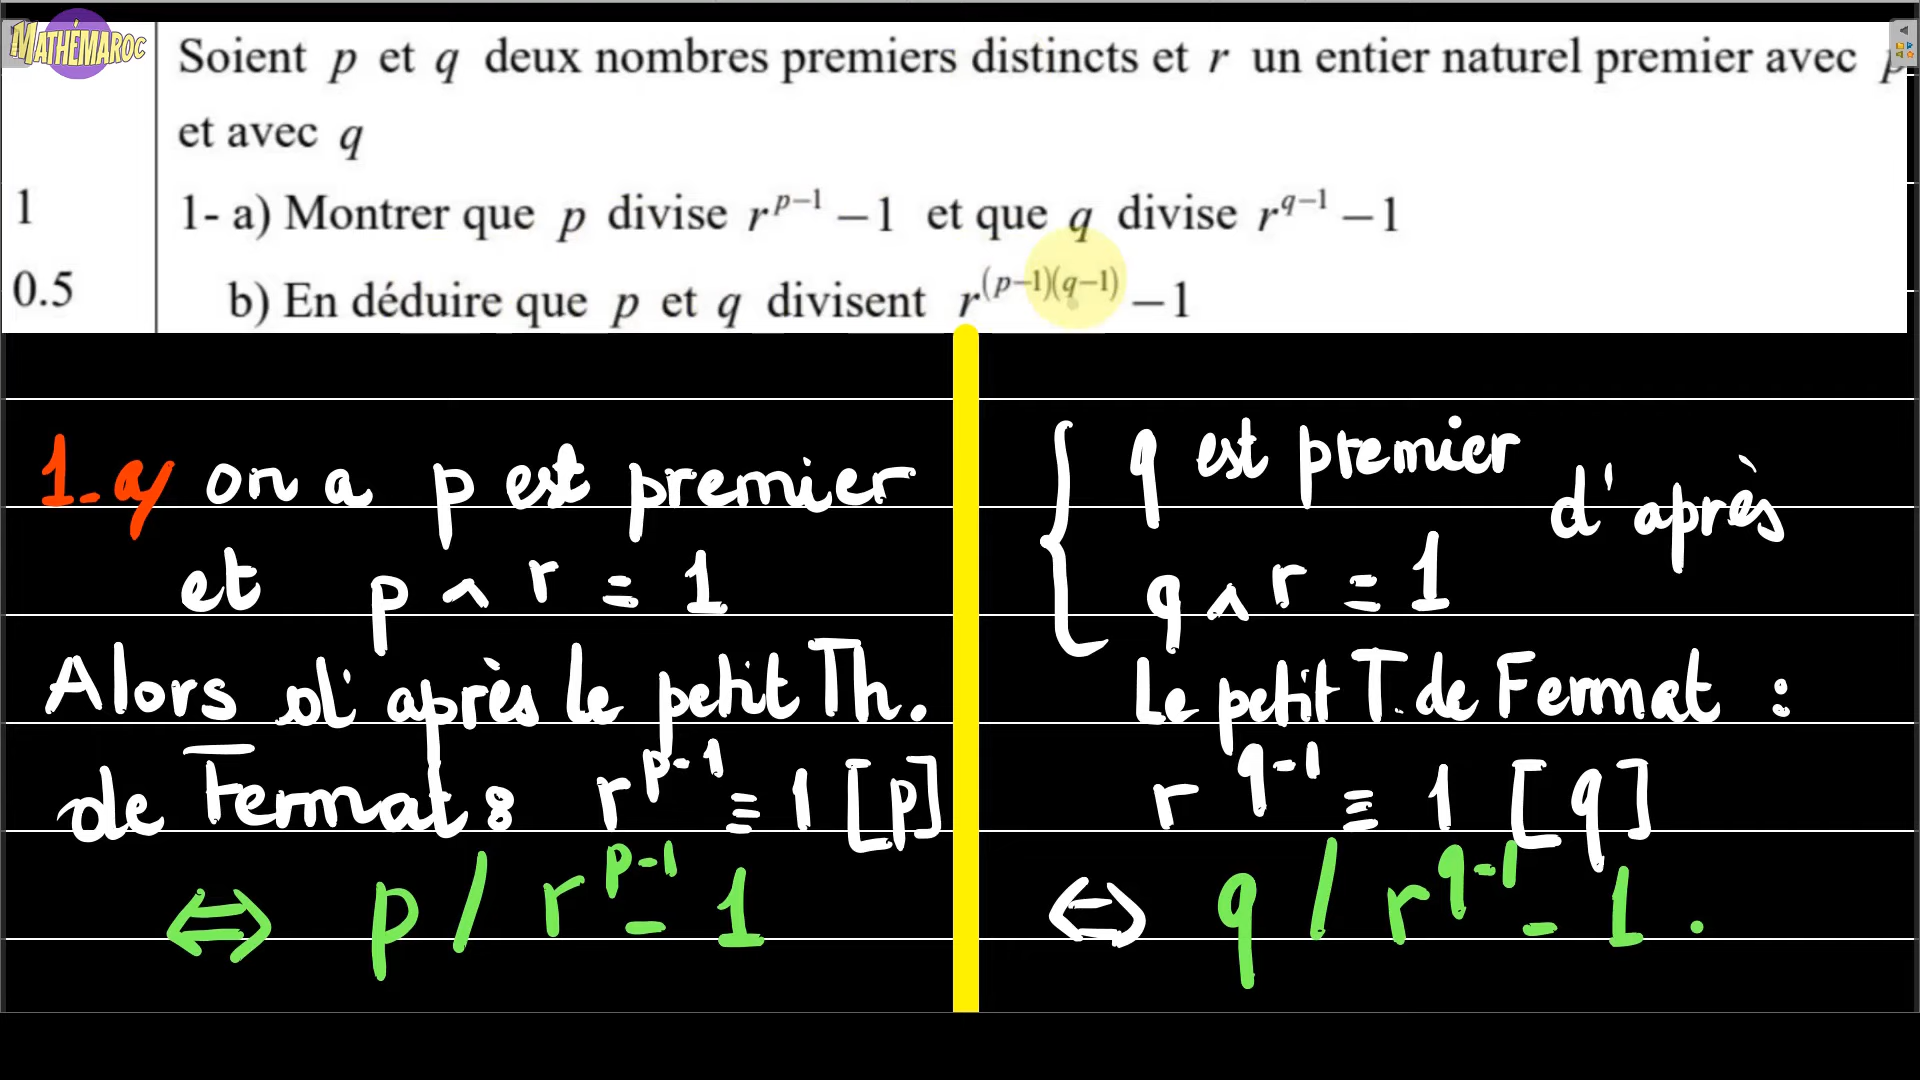 MATHÉMAROC
Soient p et q deux nombres premiers distincts et r un entier naturel premier avec p
et avec q
1
1- a) Montrer que p divise r^{p-1} − 1 et que q divise r^{q-1} − 1
0.5
b) En déduire que p et q divisent r^{(p-1)(q-1)} − 1
1-a/ on a p est premier
et p ∧ r = 1
Alors d'après le petit Th.
de Fermat : r^{p-1} ≡ 1 [p]
⇔ p / r^{p-1} - 1
q est premier
d'après
q ∧ r = 1
Le petit T. de Fermat :
r^{q-1} ≡ 1 [q]
⇔ q / r^{q-1} - 1 .